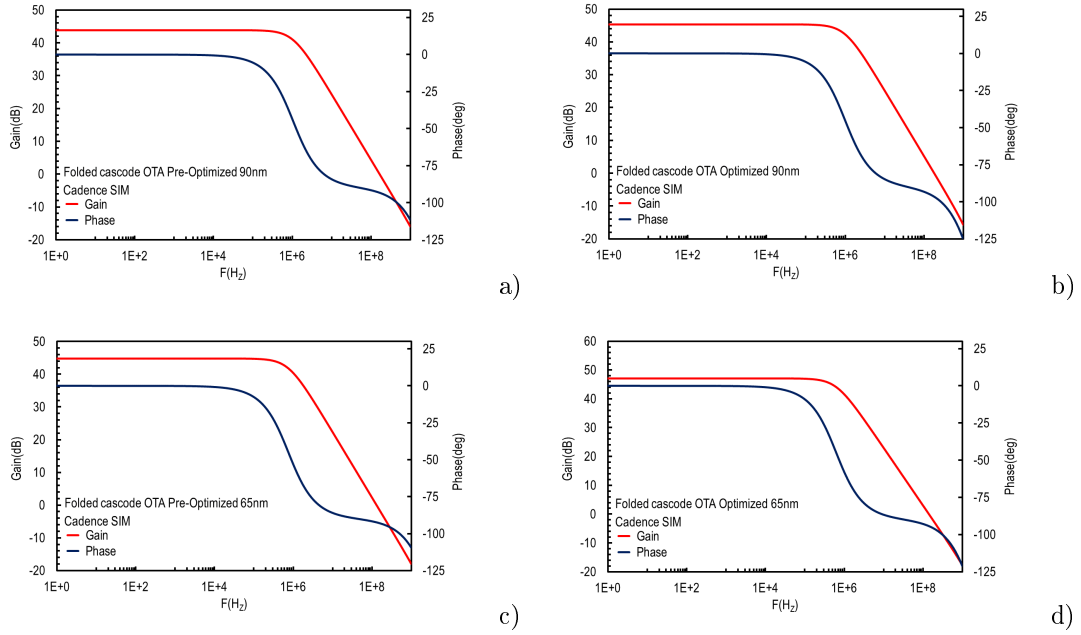 50
40
30
20
10
0
-10
-20
Gain(dB)
25
0
-25
-50
-75
-100
-125
Phase(deg)
Folded cascode OTA Pre-Optimized 90nm
Cadence SIM
Gain
Phase
1E+0 1E+2 1E+4 1E+6 1E+8
F(Hz)
a)
50
40
30
20
10
0
-10
-20
Gain(dB)
25
0
-25
-50
-75
-100
-125
Phase(deg)
Folded cascode OTA Optimized 90nm
Cadence SIM
Gain
Phase
1E+0 1E+2 1E+4 1E+6 1E+8
F(Hz)
b)
50
40
30
20
10
0
-10
-20
Gain(dB)
25
0
-25
-50
-75
-100
-125
Phase(deg)
Folded cascode OTA Pre-Optimized 65nm
Cadence SIM
Gain
Phase
1E+0 1E+2 1E+4 1E+6 1E+8
F(Hz)
c)
60
50
40
30
20
10
0
-10
-20
Gain(dB)
25
0
-25
-50
-75
-100
-125
Phase(deg)
Folded cascode OTA Optimized 65nm
Cadence SIM
Gain
Phase
1E+0 1E+2 1E+4 1E+6 1E+8
F(Hz)
d)